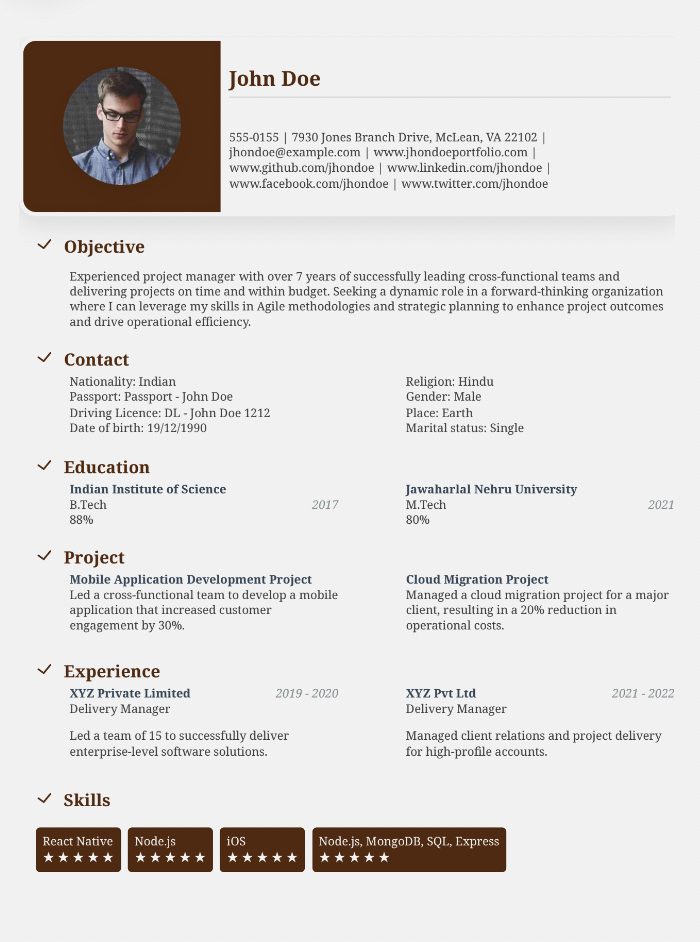 John Doe
555-0155 | 7930 Jones Branch Drive, McLean, VA 22102 |
jhondoe@example.com | www.jhondoeportfolio.com |
www.github.com/jhondoe | www.linkedin.com/jhondoe |
www.facebook.com/jhondoe | www.twitter.com/jhondoe
Objective
Experienced project manager with over 7 years of successfully leading cross-functional teams and
delivering projects on time and within budget. Seeking a dynamic role in a forward-thinking organization
where I can leverage my skills in Agile methodologies and strategic planning to enhance project outcomes
and drive operational efficiency.
Contact
Nationality: Indian
Passport: Passport - John Doe
Driving Licence: DL - John Doe 1212
Date of birth: 19/12/1990
Religion: Hindu
Gender: Male
Place: Earth
Marital status: Single
Education
Indian Institute of Science
B.Tech 2017
88%
Jawaharlal Nehru University
M.Tech 2021
80%
Project
Mobile Application Development Project
Led a cross-functional team to develop a mobile
application that increased customer
engagement by 30%.
Cloud Migration Project
Managed a cloud migration project for a major
client, resulting in a 20% reduction in
operational costs.
Experience
XYZ Private Limited 2019 - 2020
Delivery Manager
Led a team of 15 to successfully deliver
enterprise-level software solutions.
XYZ Pvt Ltd 2021 - 2022
Delivery Manager
Managed client relations and project delivery
for high-profile accounts.
Skills
React Native
★★★★★
Node.js
★★★★★
iOS
★★★★★
Node.js, MongoDB, SQL, Express
★★★★★